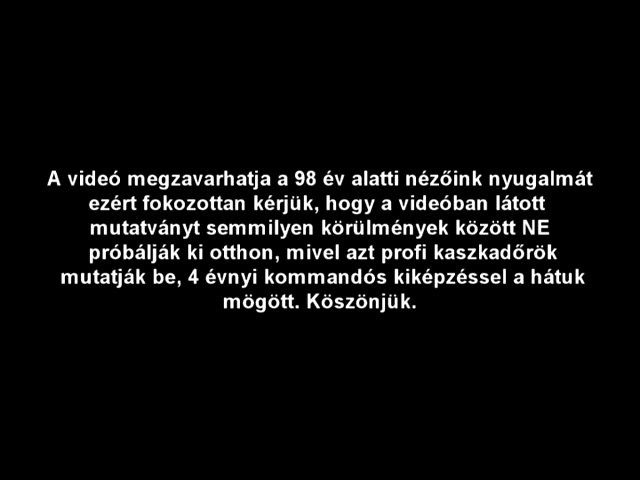 A videó megzavarhatja a 98 év alatti nézőink nyugalmát
ezért fokozottan kérjük, hogy a videóban látott
mutatványt semmilyen körülmények között NE
próbálják ki otthon, mivel azt profi kaszkadőrök
mutatják be, 4 évnyi kommandós kiképzéssel a hátuk
mögött. Köszönjük.